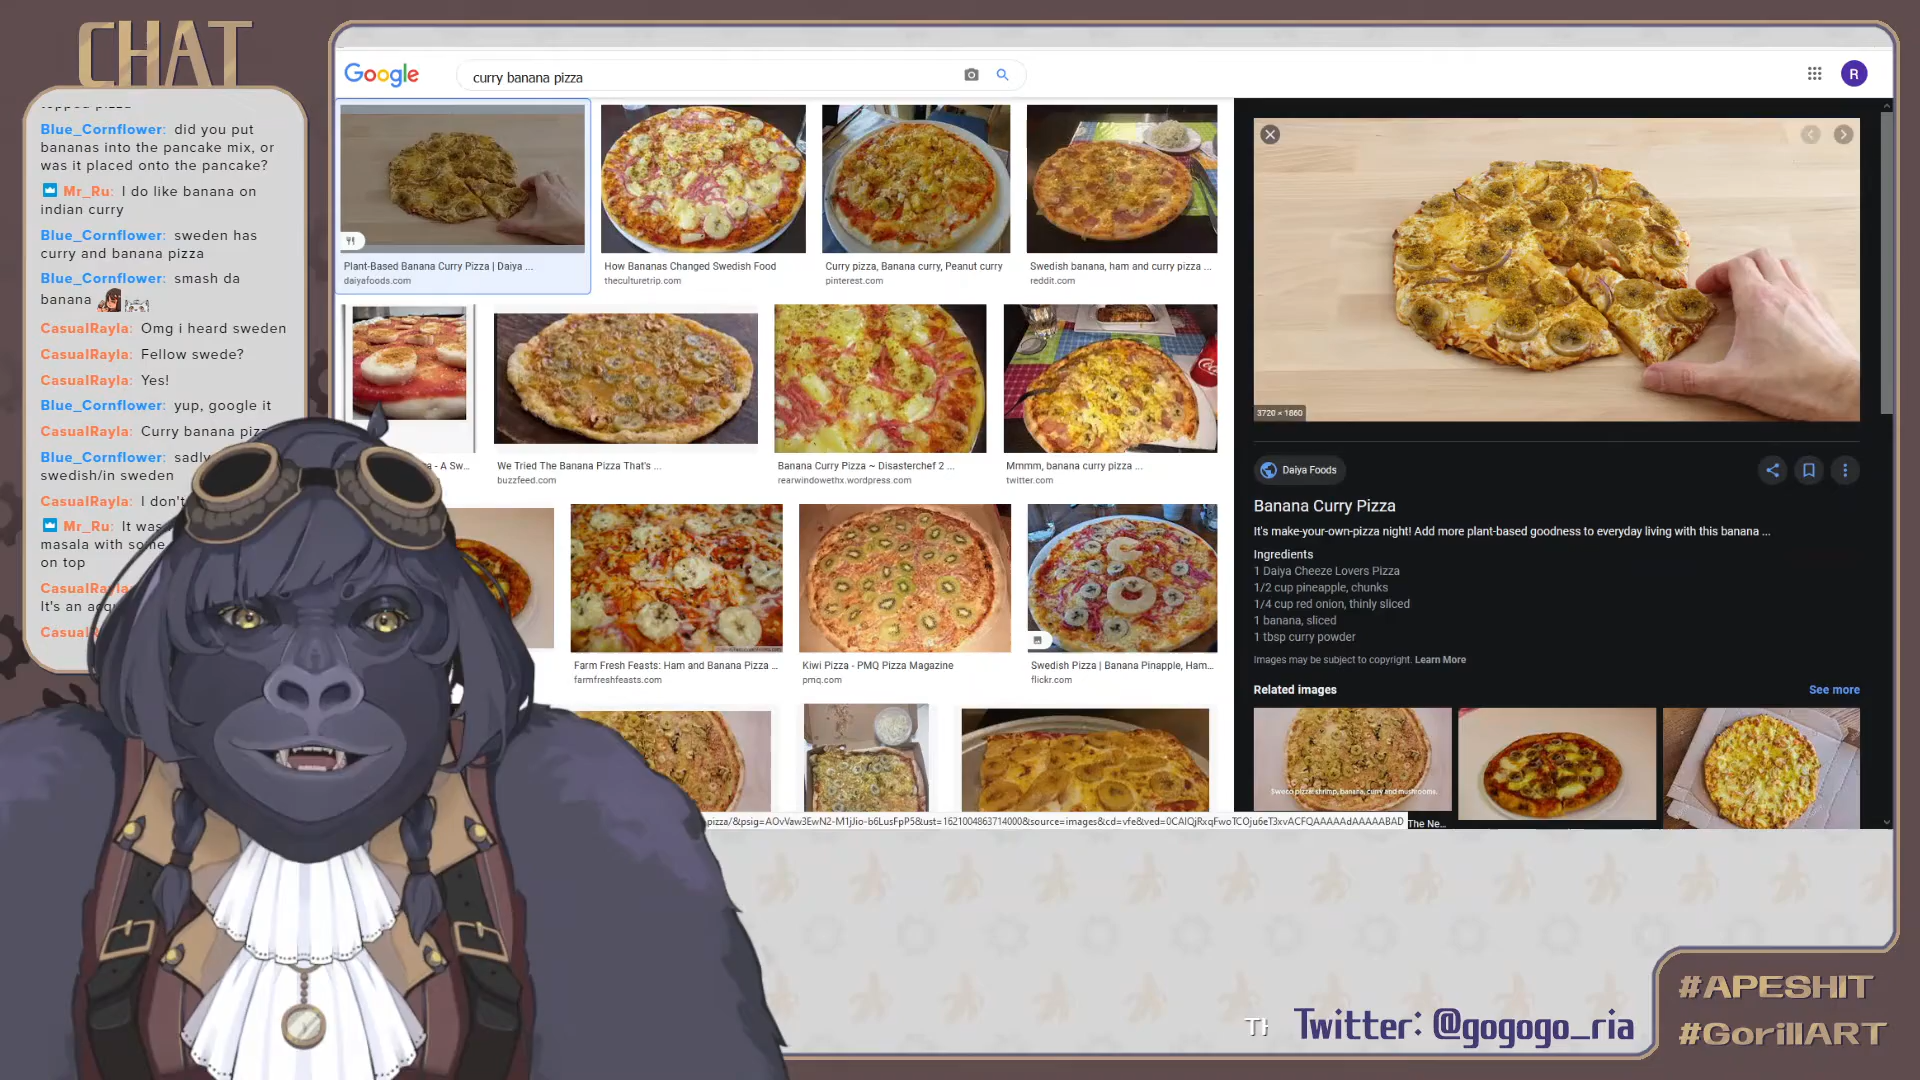 CHAT
Blue_Cornflower: did you put
bananas into the pancake mix, or
was it placed onto the pancake?
Mr_Ru: I do like banana on
indian curry
Blue_Cornflower: sweden has
curry and banana pizza
Blue_Cornflower: smash da
banana
CasualRayla: Omg i heard sweden
CasualRayla: Fellow swede?
CasualRayla: Yes!
Blue_Cornflower: yup, google it
CasualRayla: Curry banana
Blue_Cornflower: sadly
swedish/in sweden
CasualRayla: I don't
Mr_Ru: It was
masala with some
on top
CasualRayla
It's an
Google
curry banana pizza
R
Plant-Based Banana Curry Pizza | Daiya ...
daiyafoods.com
How Bananas Changed Swedish Food
theculturetrip.com
Curry pizza, Banana curry, Peanut curry
pinterest.com
Swedish banana, ham and curry pizza ...
reddit.com
- A Sw...
We Tried The Banana Pizza That's ...
buzzfeed.com
Banana Curry Pizza ~ Disasterchef 2 ...
rearwindowethx.wordpress.com
Mmmm, banana curry pizza ...
twitter.com
Farm Fresh Feasts: Ham and Banana Pizza ...
farmfreshfeasts.com
Kiwi Pizza - PMQ Pizza Magazine
pmq.com
Swedish Pizza | Banana Pinapple, Ham...
flickr.com
3720 × 1860
Daiya Foods
Banana Curry Pizza
It's make-your-own-pizza night! Add more plant-based goodness to everyday living with this banana ...
Ingredients
1 Daiya Cheeze Lovers Pizza
1/2 cup pineapple, chunks
1/4 cup red onion, thinly sliced
1 banana, sliced
1 tbsp curry powder
Images may be subject to copyright. Learn More
Related images
See more
The Ne...
Twitter: @gogogo_ria
#APESHIT
#GorillART